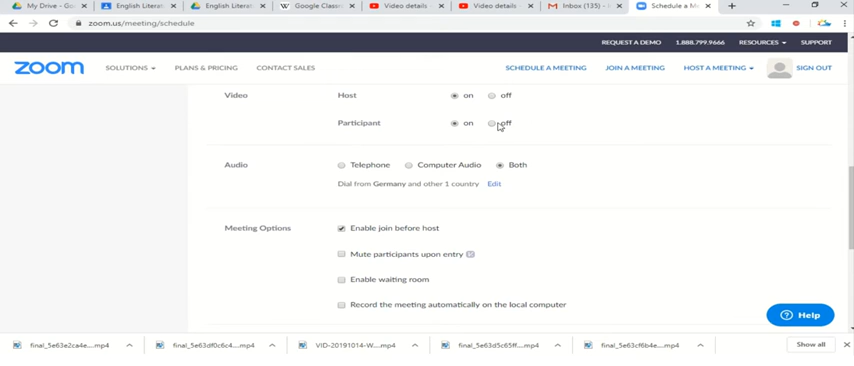 My Drive - Go
English Literat
English Literat
Google Classro
Video details -
Video details -
Inbox (135) -
Schedule a Me
zoom.us/meeting/schedule
REQUEST A DEMO 1.888.799.9666 RESOURCES SUPPORT
zoom SOLUTIONS PLANS & PRICING CONTACT SALES SCHEDULE A MEETING JOIN A MEETING HOST A MEETING SIGN OUT
Video Host on off
Participant on off
Audio Telephone Computer Audio Both
Dial from Germany and other 1 country Edit
Meeting Options Enable join before host
Mute participants upon entry
Enable waiting room
Record the meeting automatically on the local computer
Help
final_5e63e2ca4e....mp4 final_5e63df0c6c4....mp4 VID-20191014-W....mp4 final_5e63d5c65ff....mp4 final_5e63cf6b4e....mp4 Show all